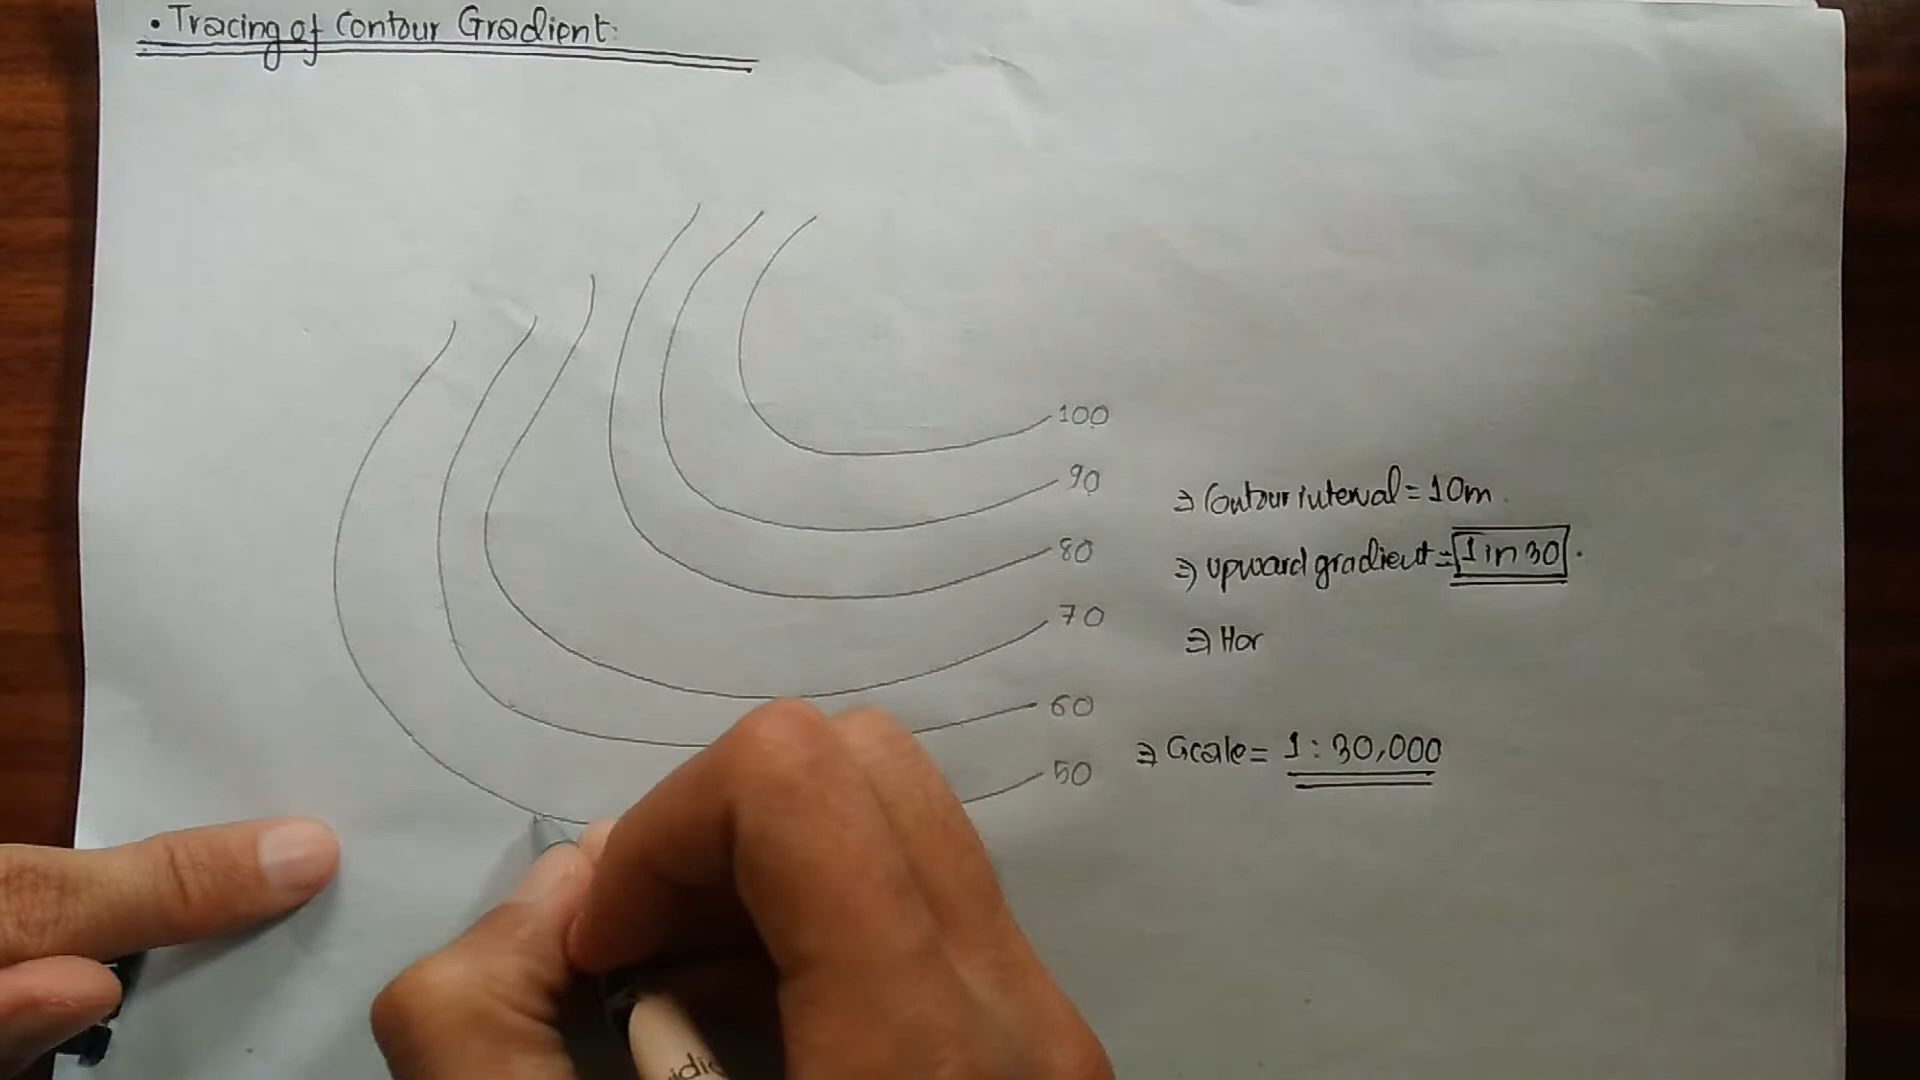 • Tracing of Contour Gradient:
100
90
80
70
60
50
⇒ Contour interval = 10m.
⇒ upward gradient = 1 in 30.
⇒ Hor
⇒ Scale = 1 : 30,000